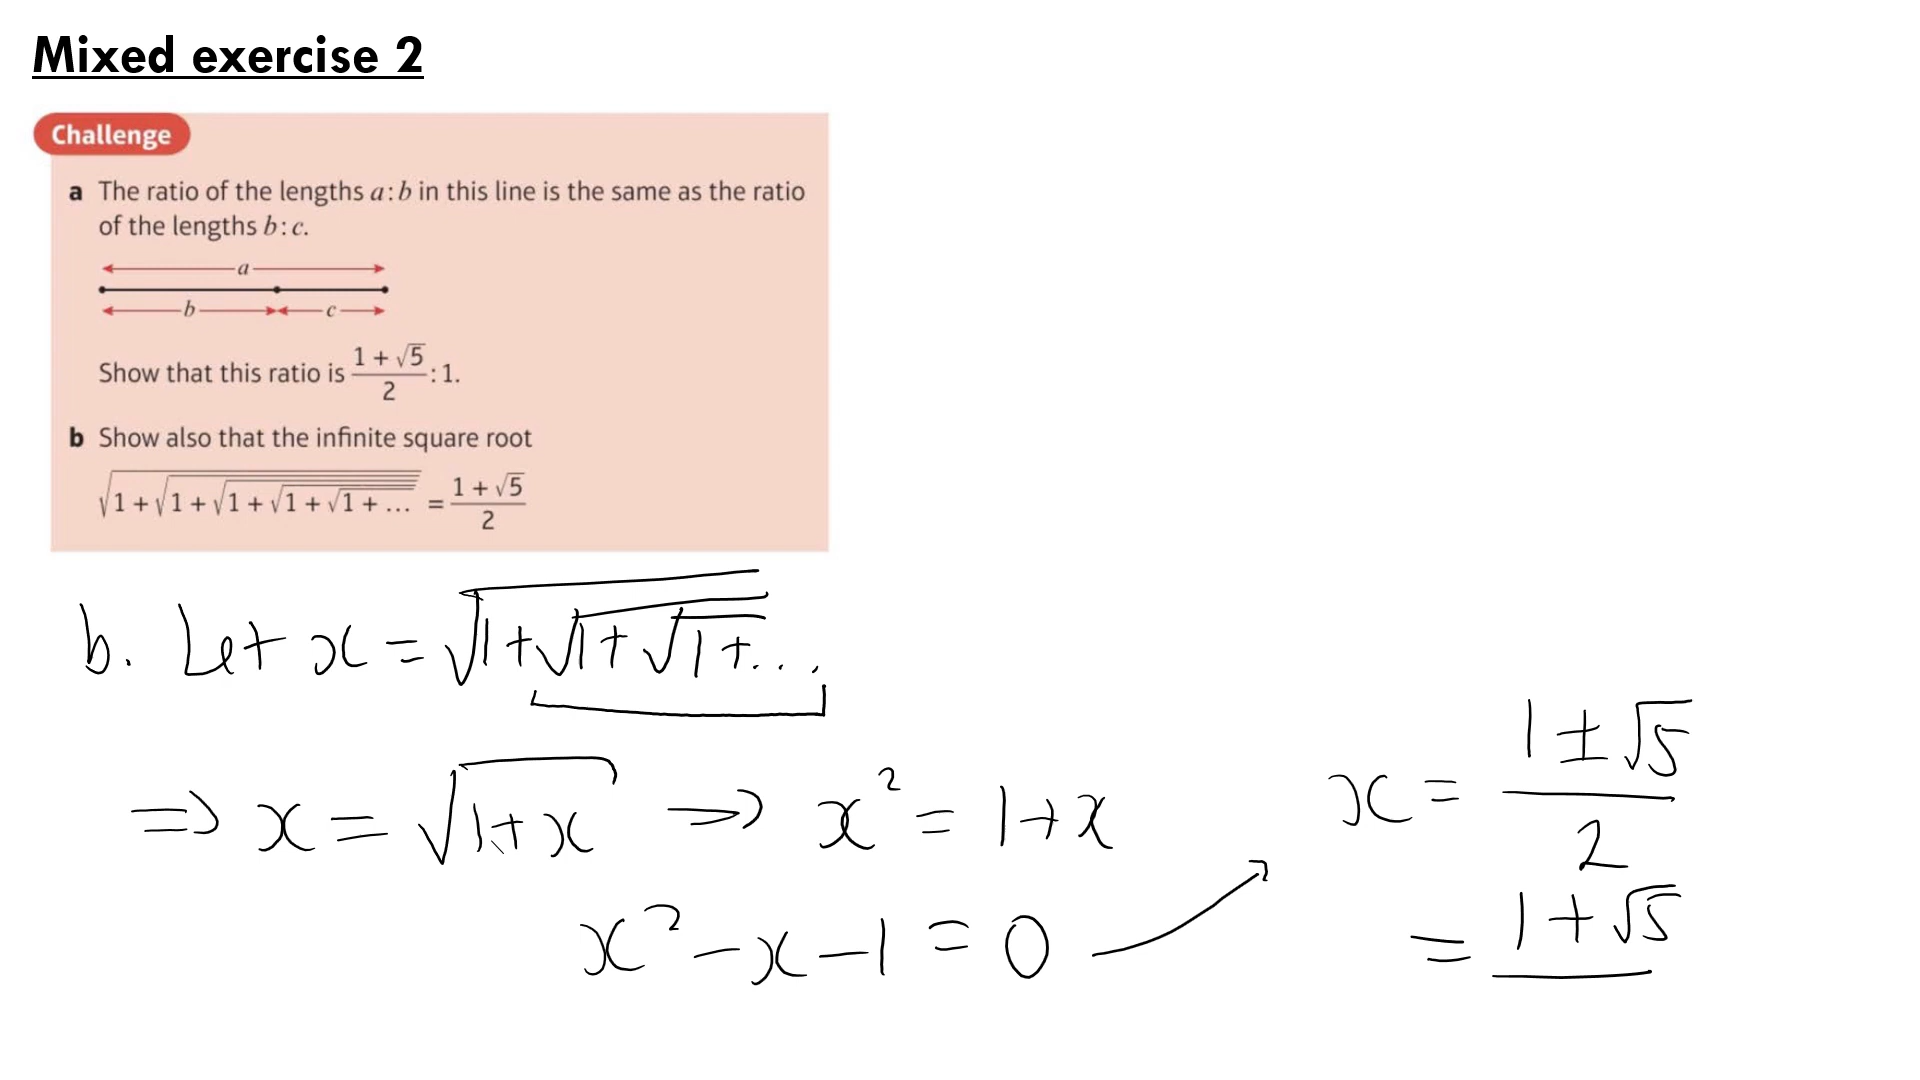 Mixed exercise 2
Challenge
a The ratio of the lengths a : b in this line is the same as the ratio
of the lengths b : c.
a
b c
Show that this ratio is (1 + √5)/2 : 1.
b Show also that the infinite square root
√(1 + √(1 + √(1 + √(1 + √(1 + ...))))) = (1 + √5)/2
b. Let x = √(1 + √(1 + √(1 + ...
⇒ x = √(1 + x) ⇒ x² = 1 + x
x² - x - 1 = 0
x = (1 ± √5)/2
= 1 + √5